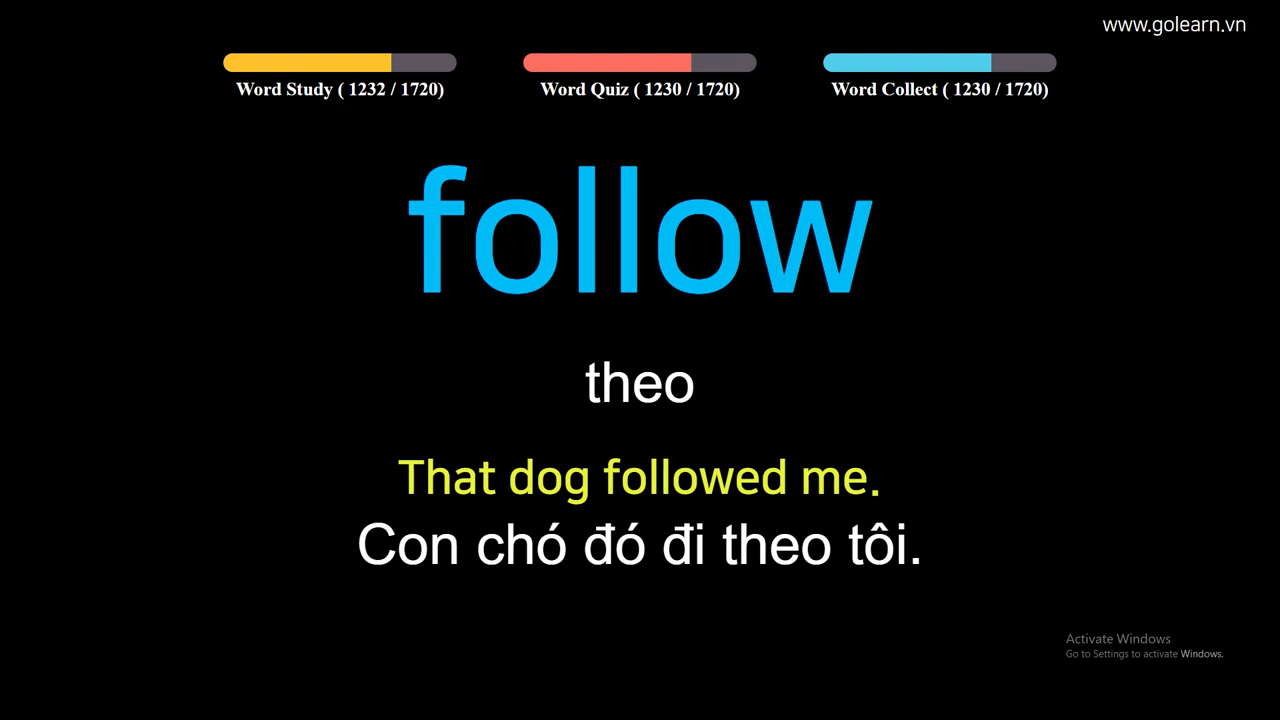 www.golearn.vn
Word Study ( 1232 / 1720)
Word Quiz ( 1230 / 1720)
Word Collect ( 1230 / 1720)
follow
theo
That dog followed me.
Con chó đó đi theo tôi.
Activate Windows
Go to Settings to activate Windows.